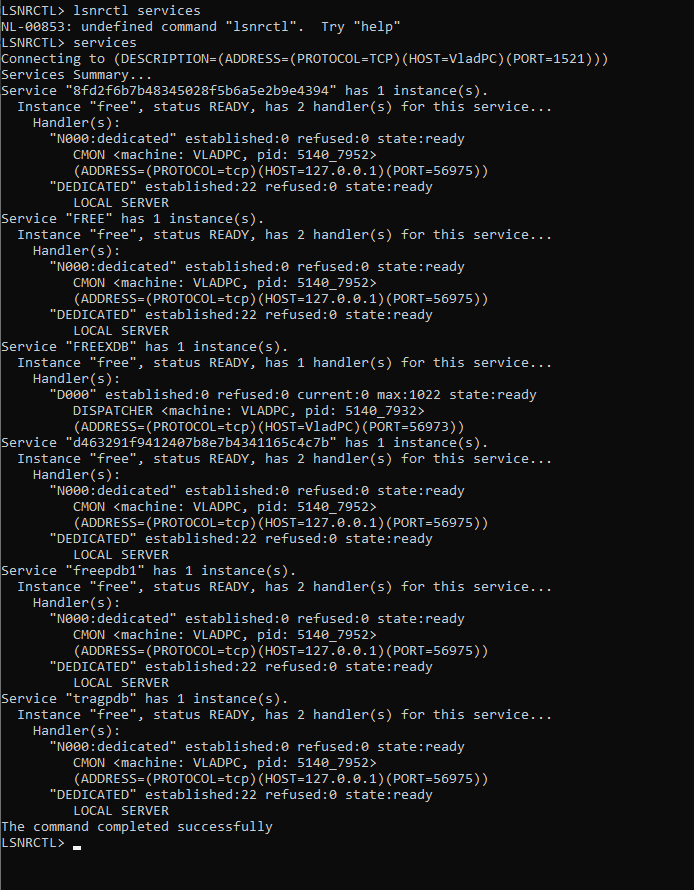 LSNRCTL> lsnrctl services
NL-00853: undefined command "lsnrctl".  Try "help"
LSNRCTL> services
Connecting to (DESCRIPTION=(ADDRESS=(PROTOCOL=TCP)(HOST=VladPC)(PORT=1521)))
Services Summary...
Service "8fd2f6b7b48345028f5b6a5e2b9e4394" has 1 instance(s).
  Instance "free", status READY, has 2 handler(s) for this service...
    Handler(s):
      "N000:dedicated" established:0 refused:0 state:ready
         CMON <machine: VLADPC, pid: 5140_7952>
         (ADDRESS=(PROTOCOL=tcp)(HOST=127.0.0.1)(PORT=56975))
      "DEDICATED" established:22 refused:0 state:ready
         LOCAL SERVER
Service "FREE" has 1 instance(s).
  Instance "free", status READY, has 2 handler(s) for this service...
    Handler(s):
      "N000:dedicated" established:0 refused:0 state:ready
         CMON <machine: VLADPC, pid: 5140_7952>
         (ADDRESS=(PROTOCOL=tcp)(HOST=127.0.0.1)(PORT=56975))
      "DEDICATED" established:22 refused:0 state:ready
         LOCAL SERVER
Service "FREEXDB" has 1 instance(s).
  Instance "free", status READY, has 1 handler(s) for this service...
    Handler(s):
      "D000" established:0 refused:0 current:0 max:1022 state:ready
         DISPATCHER <machine: VLADPC, pid: 5140_7932>
         (ADDRESS=(PROTOCOL=tcp)(HOST=VladPC)(PORT=56973))
Service "d463291f9412407b8e7b4341165c4c7b" has 1 instance(s).
  Instance "free", status READY, has 2 handler(s) for this service...
    Handler(s):
      "N000:dedicated" established:0 refused:0 state:ready
         CMON <machine: VLADPC, pid: 5140_7952>
         (ADDRESS=(PROTOCOL=tcp)(HOST=127.0.0.1)(PORT=56975))
      "DEDICATED" established:22 refused:0 state:ready
         LOCAL SERVER
Service "freepdb1" has 1 instance(s).
  Instance "free", status READY, has 2 handler(s) for this service...
    Handler(s):
      "N000:dedicated" established:0 refused:0 state:ready
         CMON <machine: VLADPC, pid: 5140_7952>
         (ADDRESS=(PROTOCOL=tcp)(HOST=127.0.0.1)(PORT=56975))
      "DEDICATED" established:22 refused:0 state:ready
         LOCAL SERVER
Service "tragpdb" has 1 instance(s).
  Instance "free", status READY, has 2 handler(s) for this service...
    Handler(s):
      "N000:dedicated" established:0 refused:0 state:ready
         CMON <machine: VLADPC, pid: 5140_7952>
         (ADDRESS=(PROTOCOL=tcp)(HOST=127.0.0.1)(PORT=56975))
      "DEDICATED" established:22 refused:0 state:ready
         LOCAL SERVER
The command completed successfully
LSNRCTL>